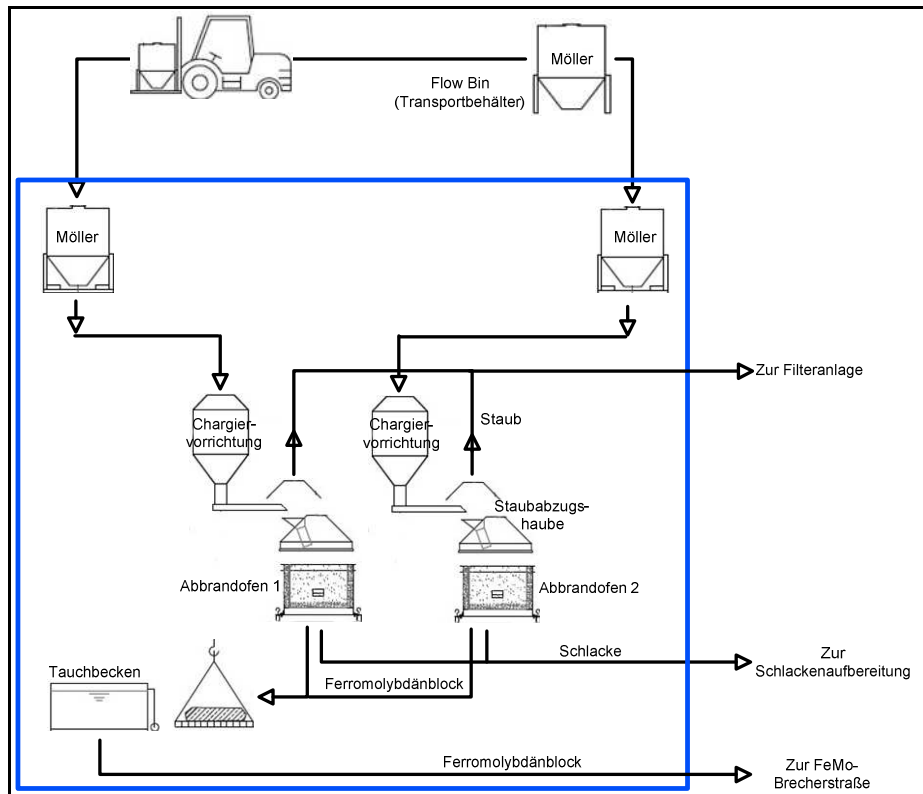 Möller
Flow Bin
(Transportbehälter)
Möller
Möller
Zur Filteranlage
Chargier-
vorrichtung
Chargier-
vorrichtung
Staub
Staubabzugs-
haube
Abbrandofen 1
Abbrandofen 2
Schlacke
Zur
Schlackenaufbereitung
Tauchbecken
Ferromolybdänblock
Ferromolybdänblock
Zur FeMo-
Brecherstraße